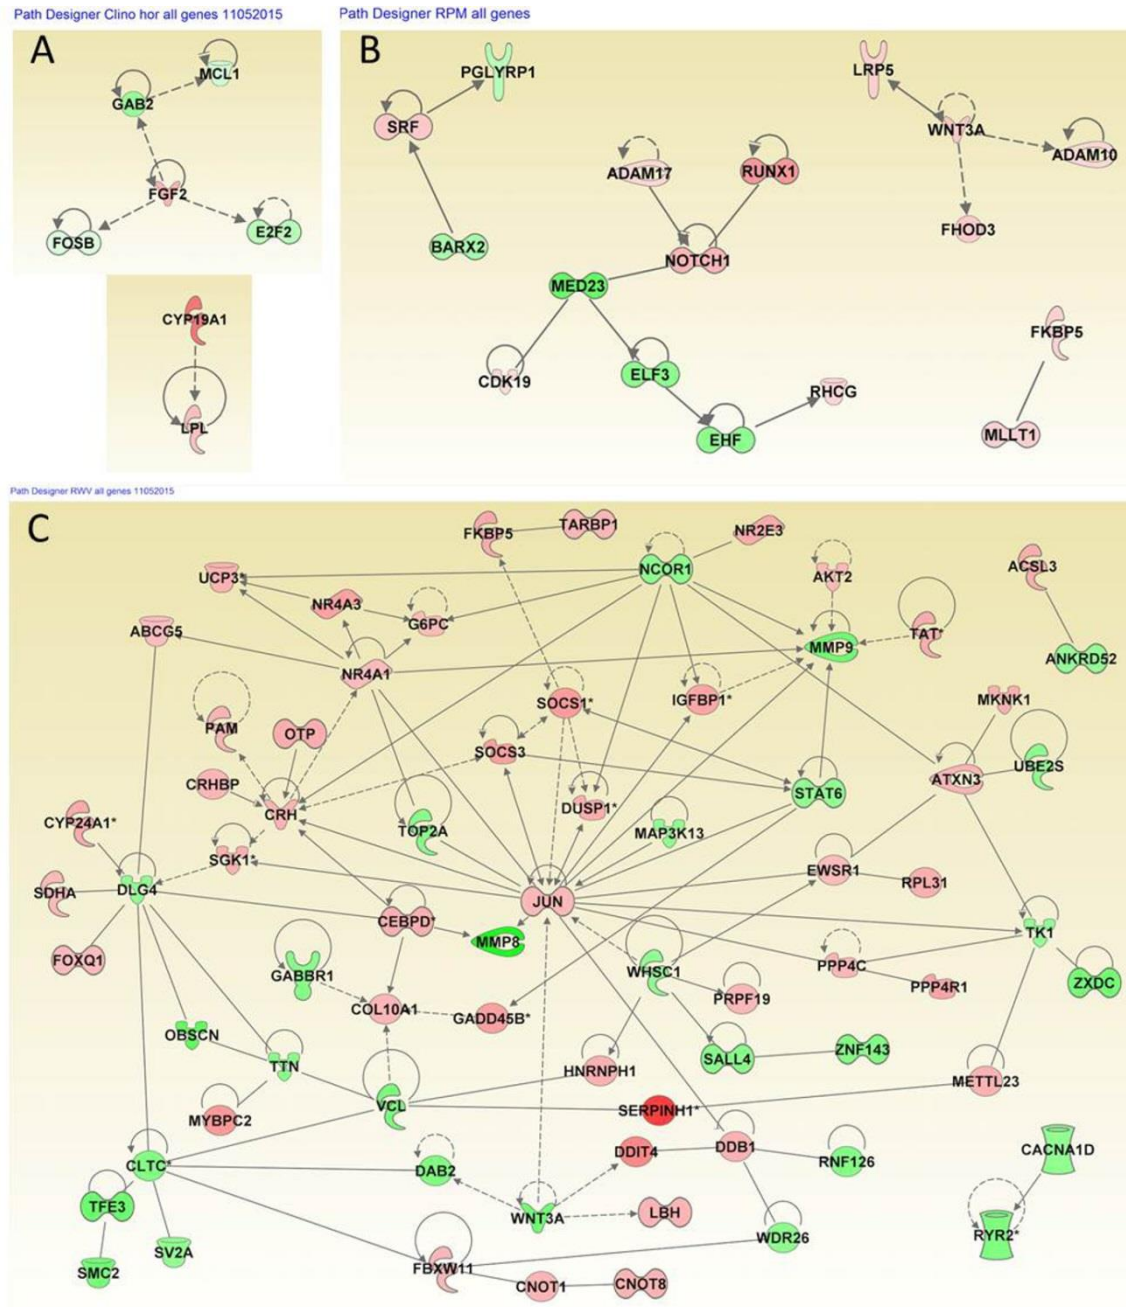 Path Designer Clino hor all genes 11052015
Path Designer RPM all genes
A
MCL1
GAB2
FGF2
FOSB
E2F2
CYP19A1
LPL
B
PGLYRP1
LRP5
SRF
WNT3A
ADAM10
ADAM17
RUNX1
FHOD3
BARX2
NOTCH1
MED23
FKBP5
CDK19
ELF3
RHCG
EHF
MLLT1
Path Designer RWV all genes 11052015
C
FKBP5
TARBP1
NR2E3
NCOR1
UCP3*
AKT2
ACSL3
NR4A3
G6PC
ABCG5
TAT*
MMP9
ANKRD52
NR4A1
SOCS1*
IGFBP1*
MKNK1
PAM
OTP
SOCS3
UBE2S
CRHBP
ATXN3
STAT6
CRH
DUSP1*
CYP24A1*
TOP2A
MAP3K13
SGK1*
EWSR1
SDHA
DLG4
RPL31
JUN
CEBPD*
TK1
MMP8
FOXQ1
GABBR1
WHSC1
PPP4C
PPP4R1
ZXDC
PRPF19
COL10A1
GADD45B*
OBSCN
SALL4
ZNF143
TTN
HNRNPH1
METTL23
VCL
SERPINH1*
MYBPC2
DDIT4
DDB1
CACNA1D
CLTC*
DAB2
RNF126
TFE3
WNT3A
LBH
WDR26
RYR2*
SV2A
SMC2
FBXW11
CNOT1
CNOT8